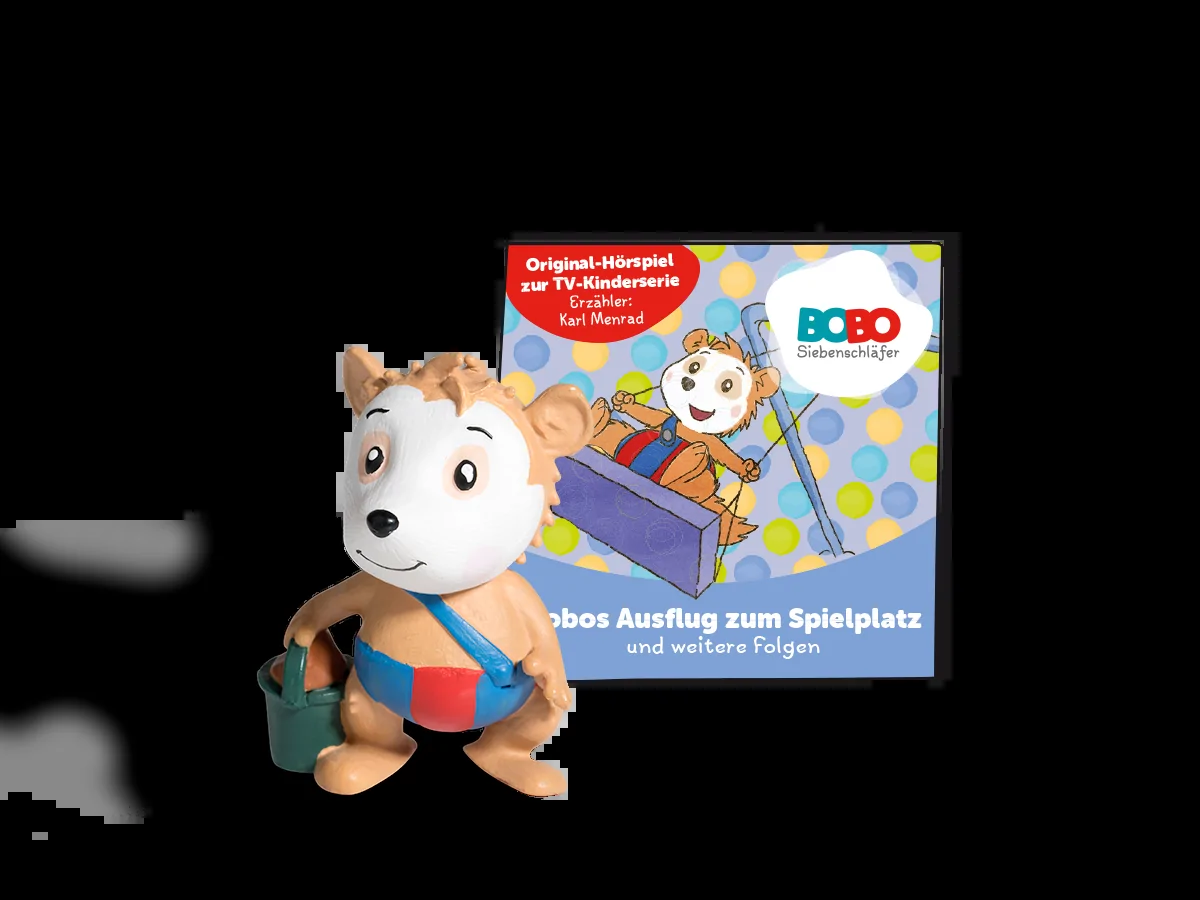 Original-Hörspiel
zur TV-Kinderserie
Erzähler:
Karl Menrad
BOBO
Siebenschläfer
obos Ausflug zum Spielplatz
und weitere Folgen